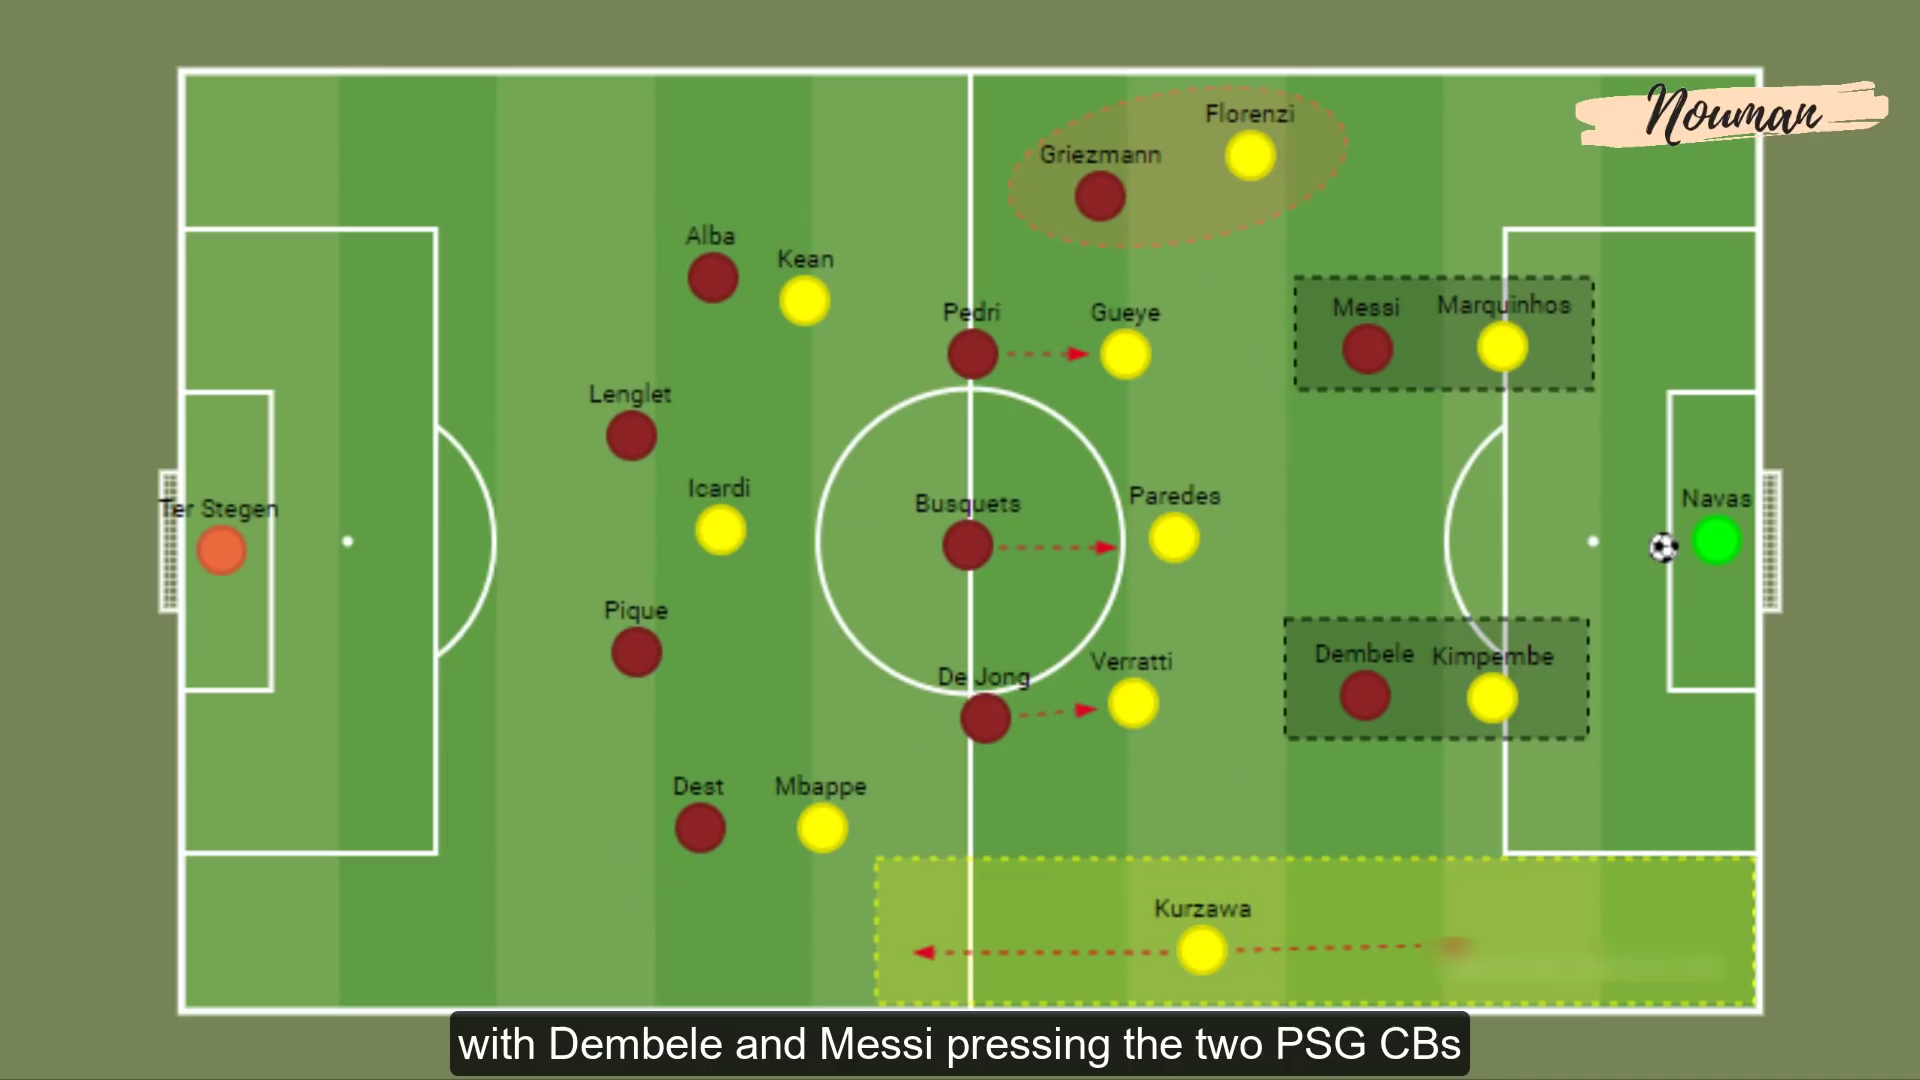 Nouman
Florenzi
Griezmann
Alba
Kean
Pedri
Gueye
Messi
Marquinhos
Lenglet
Icardi
Busquets
Paredes
Navas
Ter Stegen
Pique
De Jong
Verratti
Dembele
Kimpembe
Dest
Mbappe
Kurzawa
with Dembele and Messi pressing the two PSG CBs